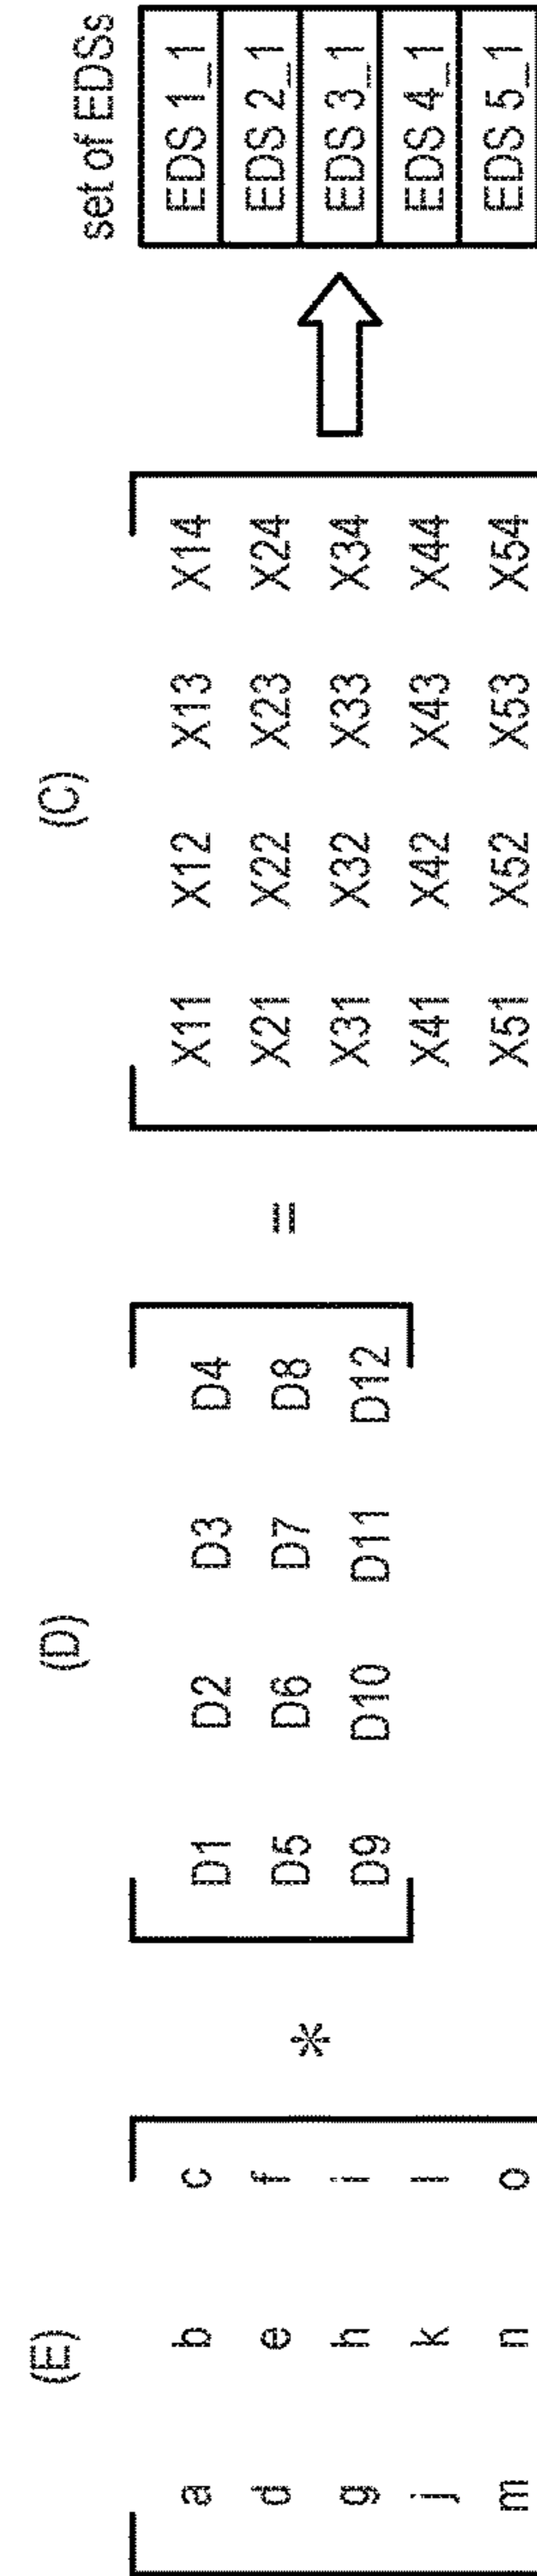 (E) (D) (C) set of EDSs
a b c D1 D2 D3 D4 X11 X12 X13 X14 EDS 1_1
d e f * D5 D6 D7 D8 = X21 X22 X23 X24 EDS 2_1
g h i D9 D10 D11 D12 X31 X32 X33 X34 EDS 3_1
j k l X41 X42 X43 X44 EDS 4_1
m n o X51 X52 X53 X54 EDS 5_1